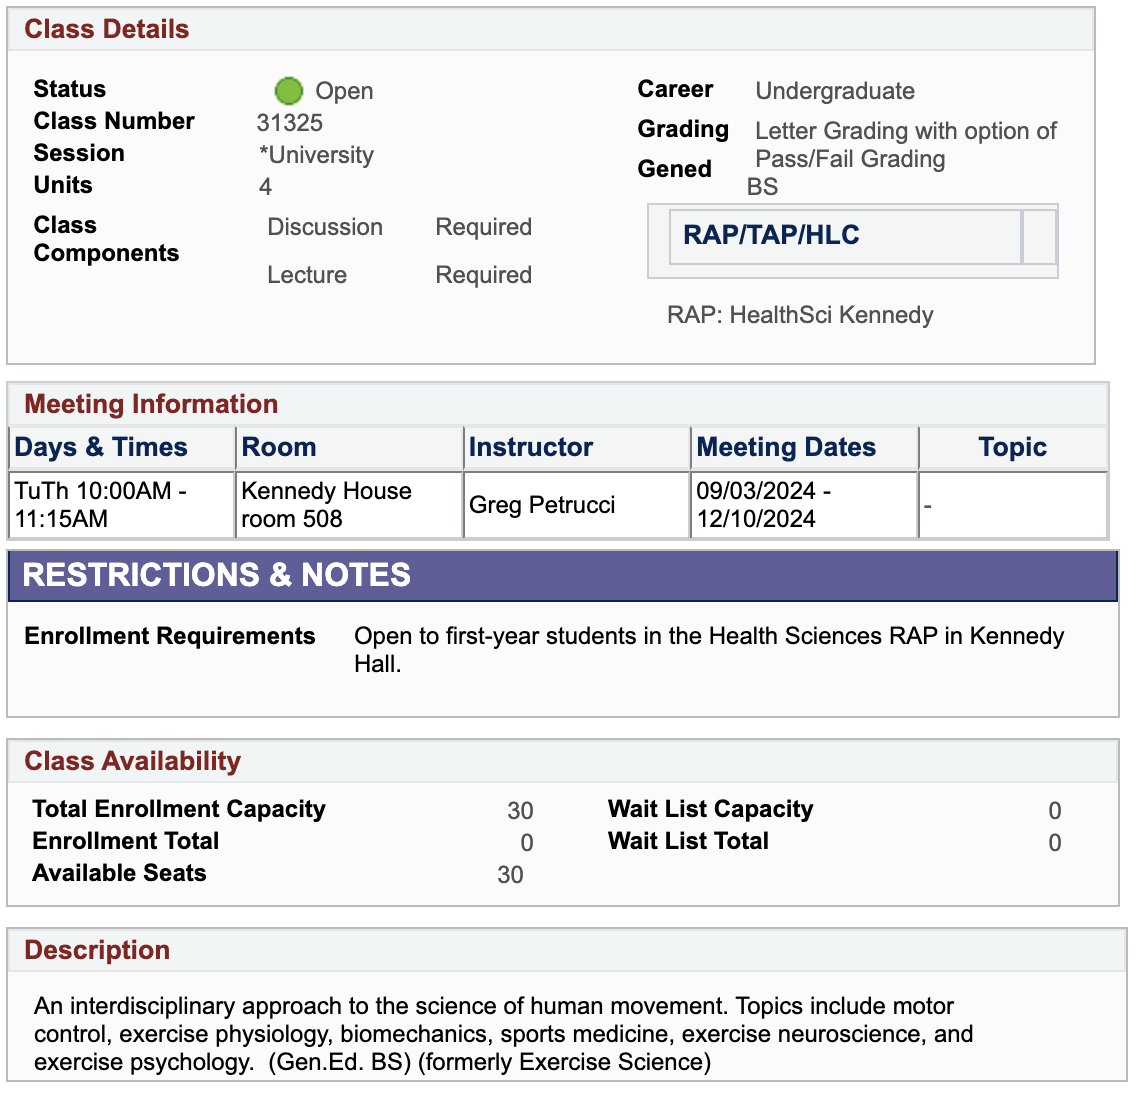 Class Details
Status
Open
Career
Undergraduate
Class Number
31325
Grading
Letter Grading with option of
Pass/Fail Grading
Session
*University
Gened
BS
Units
4
Class
Components
Discussion
Required
Lecture
Required
RAP/TAP/HLC
RAP: HealthSci Kennedy
Meeting Information
Days & Times
Room
Instructor
Meeting Dates
Topic
TuTh 10:00AM -
11:15AM
Kennedy House
room 508
Greg Petrucci
09/03/2024 -
12/10/2024
-
RESTRICTIONS & NOTES
Enrollment Requirements
Open to first-year students in the Health Sciences RAP in Kennedy
Hall.
Class Availability
Total Enrollment Capacity
30
Wait List Capacity
0
Enrollment Total
0
Wait List Total
0
Available Seats
30
Description
An interdisciplinary approach to the science of human movement. Topics include motor
control, exercise physiology, biomechanics, sports medicine, exercise neuroscience, and
exercise psychology.  (Gen.Ed. BS) (formerly Exercise Science)